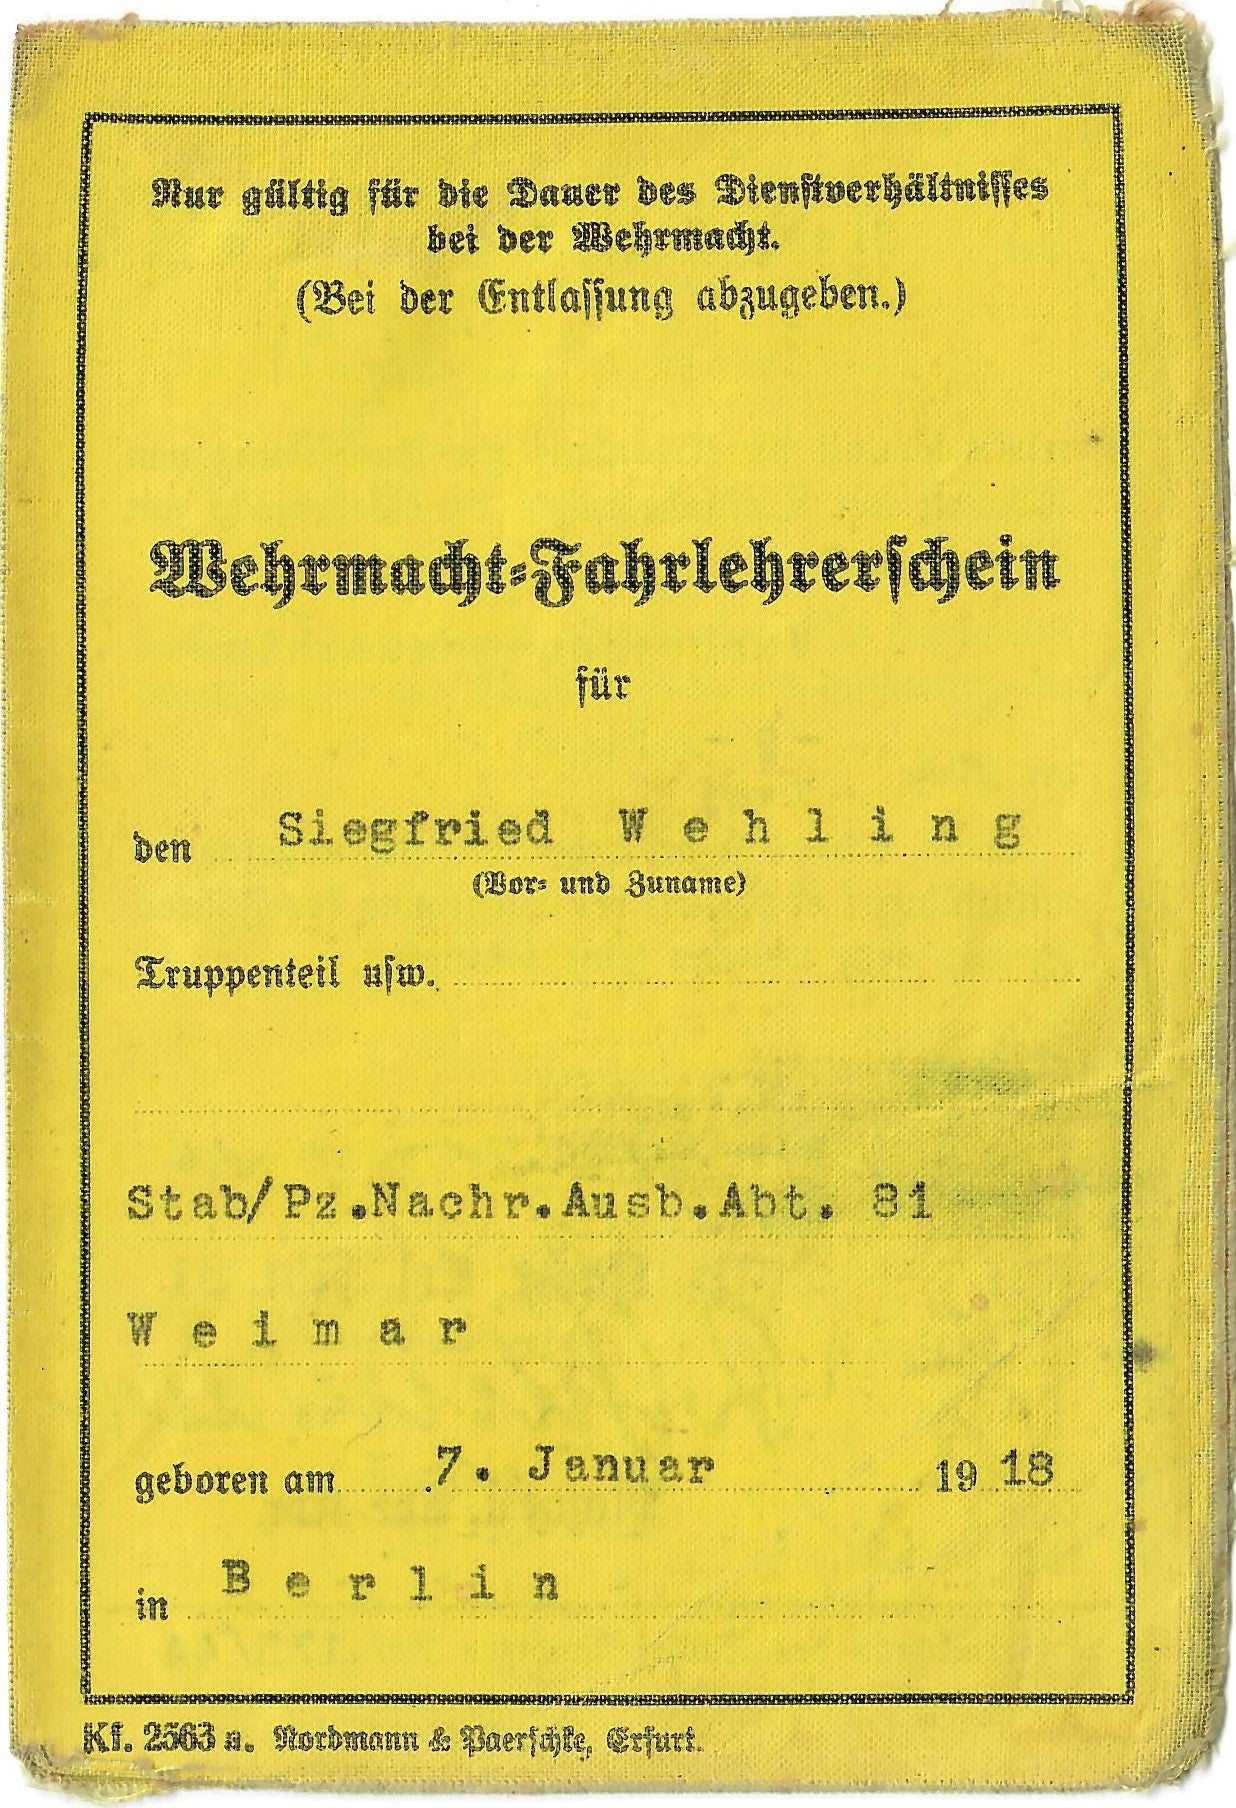 Nur gültig für die Dauer des Dienstverhältnisses
bei der Wehrmacht.
(Bei der Entlassung abzugeben.)
Wehrmacht-Fahrlehrerschein
für
den Siegfried Wehling
(Vor- und Zuname)
Truppenteil usw.
Stab/Pz.Nachr.Ausb.Abt. 81
Weimar
geboren am 7. Januar 1918
in Berlin
Kf. 2563 a. Nordmann & Paerschke, Erfurt.